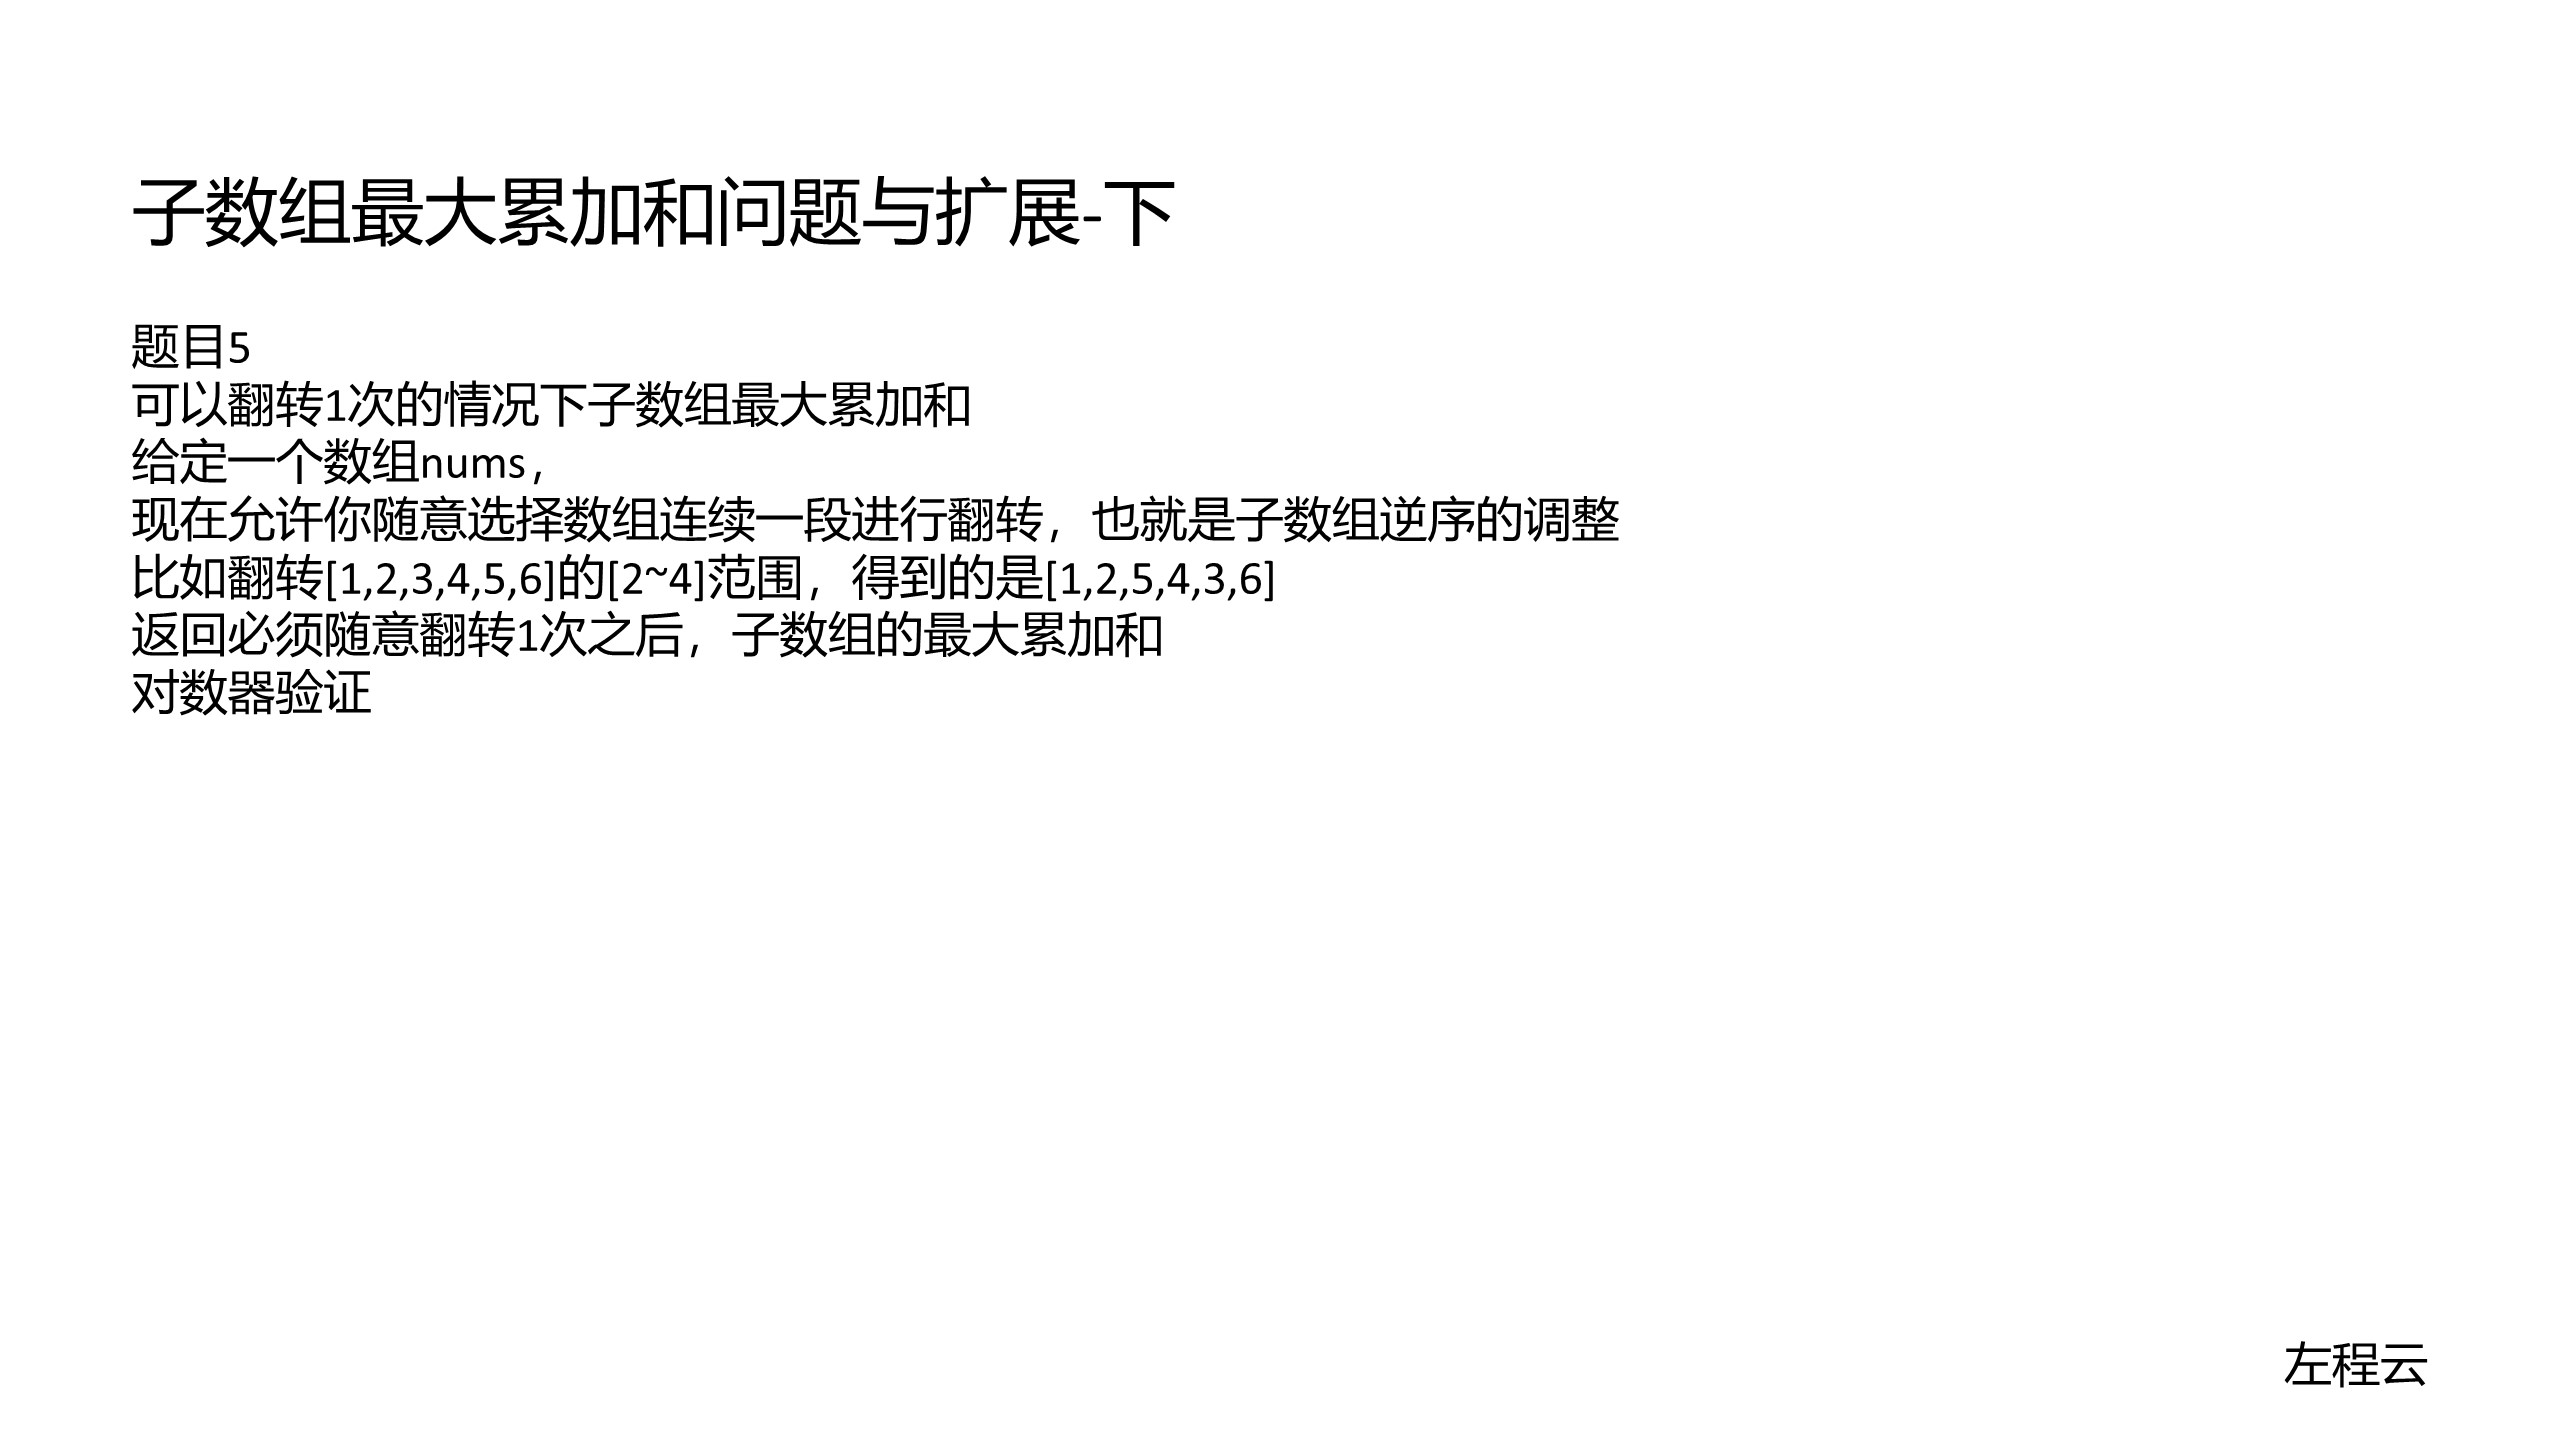 子数组最大累加和问题与扩展-下
题目5
可以翻转1次的情况下子数组最大累加和
给定一个数组nums，
现在允许你随意选择数组连续一段进行翻转，也就是子数组逆序的调整
比如翻转[1,2,3,4,5,6]的[2~4]范围，得到的是[1,2,5,4,3,6]
返回必须随意翻转1次之后，子数组的最大累加和
对数器验证
左程云